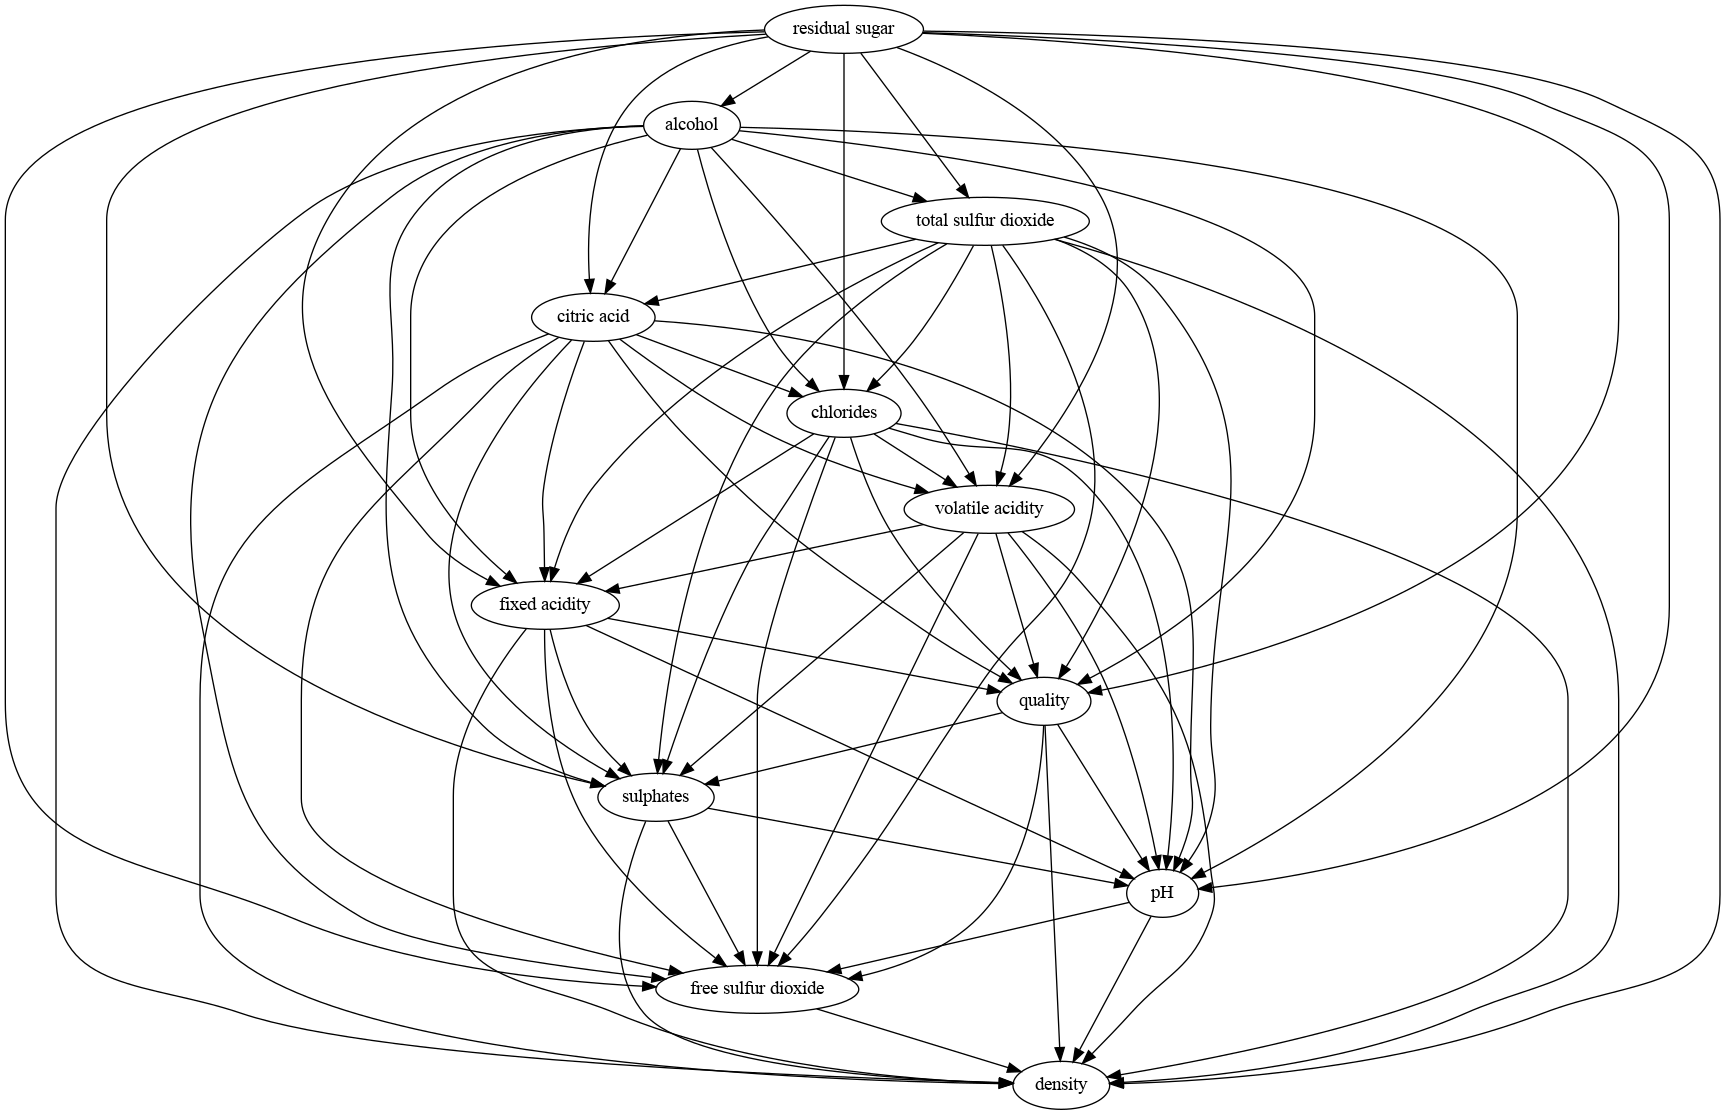 residual sugar
alcohol
total sulfur dioxide
citric acid
chlorides
volatile acidity
fixed acidity
quality
sulphates
pH
free sulfur dioxide
density